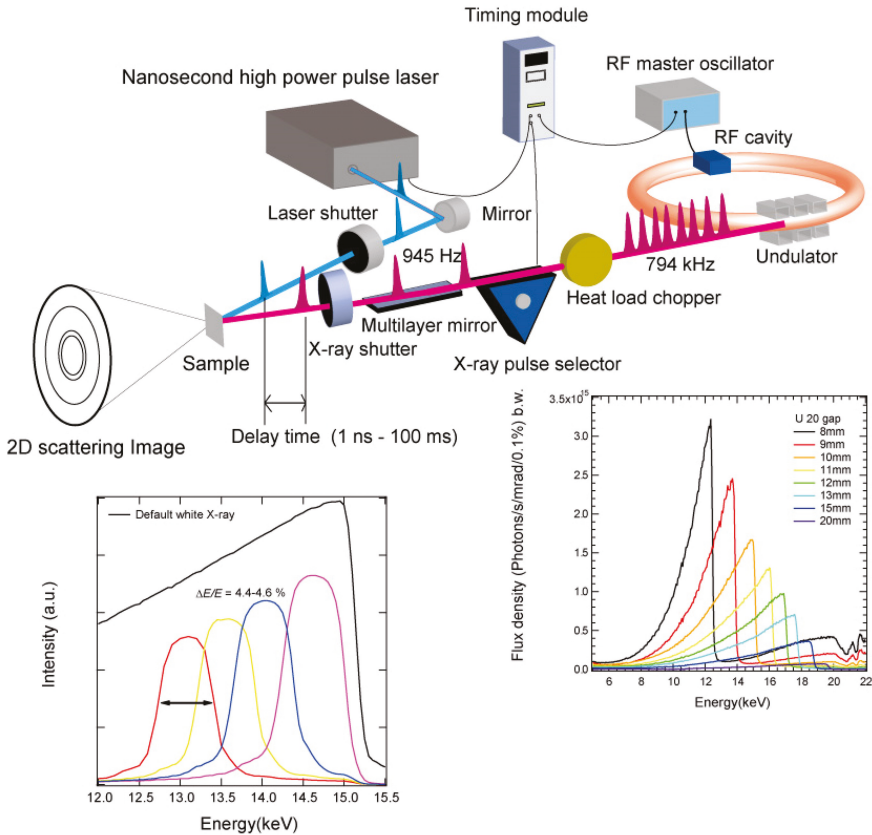 Timing module
Nanosecond high power pulse laser
RF master oscillator
RF cavity
Laser shutter
Mirror
945 Hz
794 kHz
Undulator
Heat load chopper
Multilayer mirror
Sample
X-ray shutter
X-ray pulse selector
Delay time (1 ns - 100 ms)
2D scattering Image
Default white X-ray
ΔE/E = 4.4-4.6 %
Intensity (a.u.)
12.0 12.5 13.0 13.5 14.0 14.5 15.0 15.5
Energy(keV)
3.5x10¹⁵
3.0
2.5
2.0
1.5
1.0
0.5
0.0
Flux density (Photons/s/mrad/0.1%) b.w.
U 20 gap
8mm
9mm
10mm
11mm
12mm
13mm
15mm
20mm
6 8 10 12 14 16 18 20 22
Energy(keV)